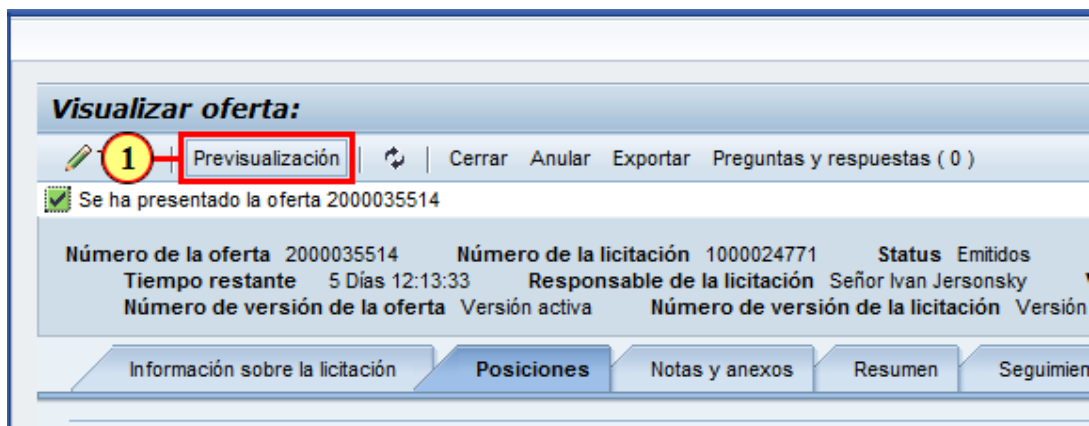 Visualizar oferta:
1 Previsualización Cerrar Anular Exportar Preguntas y respuestas ( 0 )
Se ha presentado la oferta 2000035514
Número de la oferta 2000035514 Número de la licitación 1000024771 Status Emitidos
Tiempo restante 5 Días 12:13:33 Responsable de la licitación Señor Ivan Jersonsky
Número de versión de la oferta Versión activa Número de versión de la licitación Versión
Información sobre la licitación Posiciones Notas y anexos Resumen Seguimien